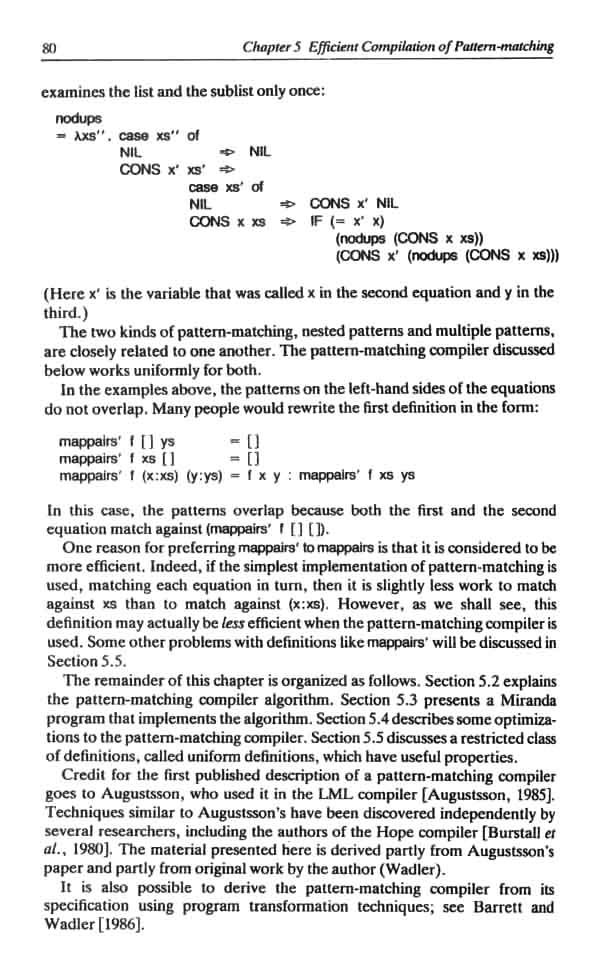 80 Chapter 5 Efficient Compilation of Pattern-matching
examines the list and the sublist only once:
nodups
= λxs''. case xs'' of
NIL ⇒ NIL
CONS x' xs' ⇒
case xs' of
NIL ⇒ CONS x' NIL
CONS x xs ⇒ IF (= x' x)
(nodups (CONS x xs))
(CONS x' (nodups (CONS x xs)))
(Here x' is the variable that was called x in the second equation and y in the
third.)
The two kinds of pattern-matching, nested patterns and multiple patterns,
are closely related to one another. The pattern-matching compiler discussed
below works uniformly for both.
In the examples above, the patterns on the left-hand sides of the equations
do not overlap. Many people would rewrite the first definition in the form:
mappairs' f [] ys = []
mappairs' f xs [] = []
mappairs' f (x:xs) (y:ys) = f x y : mappairs' f xs ys
In this case, the patterns overlap because both the first and the second
equation match against (mappairs' f [] []).
One reason for preferring mappairs' to mappairs is that it is considered to be
more efficient. Indeed, if the simplest implementation of pattern-matching is
used, matching each equation in turn, then it is slightly less work to match
against xs than to match against (x:xs). However, as we shall see, this
definition may actually be less efficient when the pattern-matching compiler is
used. Some other problems with definitions like mappairs' will be discussed in
Section 5.5.
The remainder of this chapter is organized as follows. Section 5.2 explains
the pattern-matching compiler algorithm. Section 5.3 presents a Miranda
program that implements the algorithm. Section 5.4 describes some optimiza-
tions to the pattern-matching compiler. Section 5.5 discusses a restricted class
of definitions, called uniform definitions, which have useful properties.
Credit for the first published description of a pattern-matching compiler
goes to Augustsson, who used it in the LML compiler [Augustsson, 1985].
Techniques similar to Augustsson's have been discovered independently by
several researchers, including the authors of the Hope compiler [Burstall et
al., 1980]. The material presented here is derived partly from Augustsson's
paper and partly from original work by the author (Wadler).
It is also possible to derive the pattern-matching compiler from its
specification using program transformation techniques; see Barrett and
Wadler [1986].